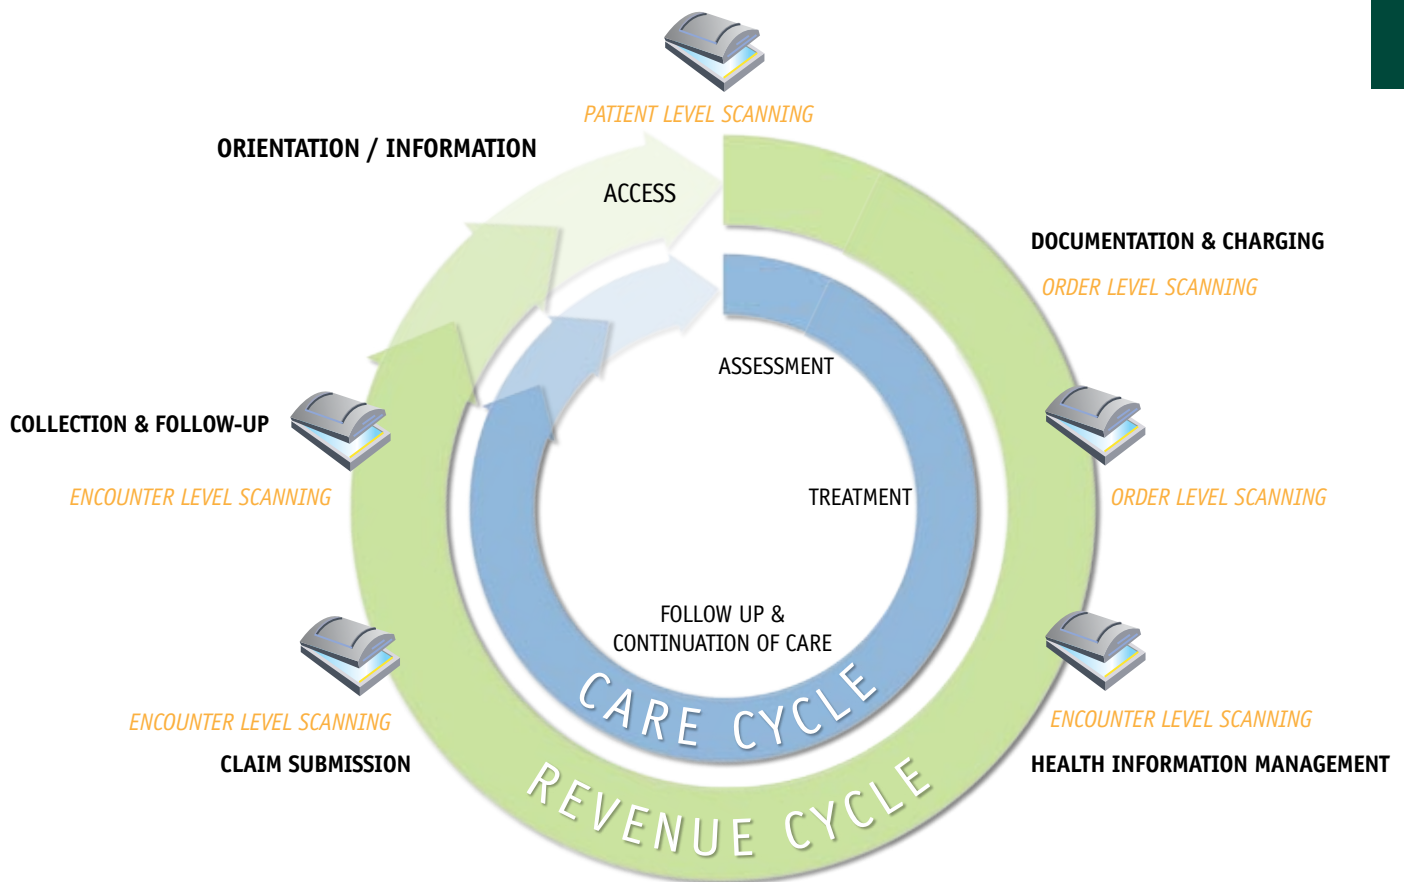 PATIENT LEVEL SCANNING
ORIENTATION / INFORMATION
ACCESS
DOCUMENTATION & CHARGING
ORDER LEVEL SCANNING
ASSESSMENT
COLLECTION & FOLLOW-UP
ENCOUNTER LEVEL SCANNING
TREATMENT
ORDER LEVEL SCANNING
FOLLOW UP &
CONTINUATION OF CARE
CARE CYCLE
ENCOUNTER LEVEL SCANNING
CLAIM SUBMISSION
ENCOUNTER LEVEL SCANNING
HEALTH INFORMATION MANAGEMENT
REVENUE CYCLE